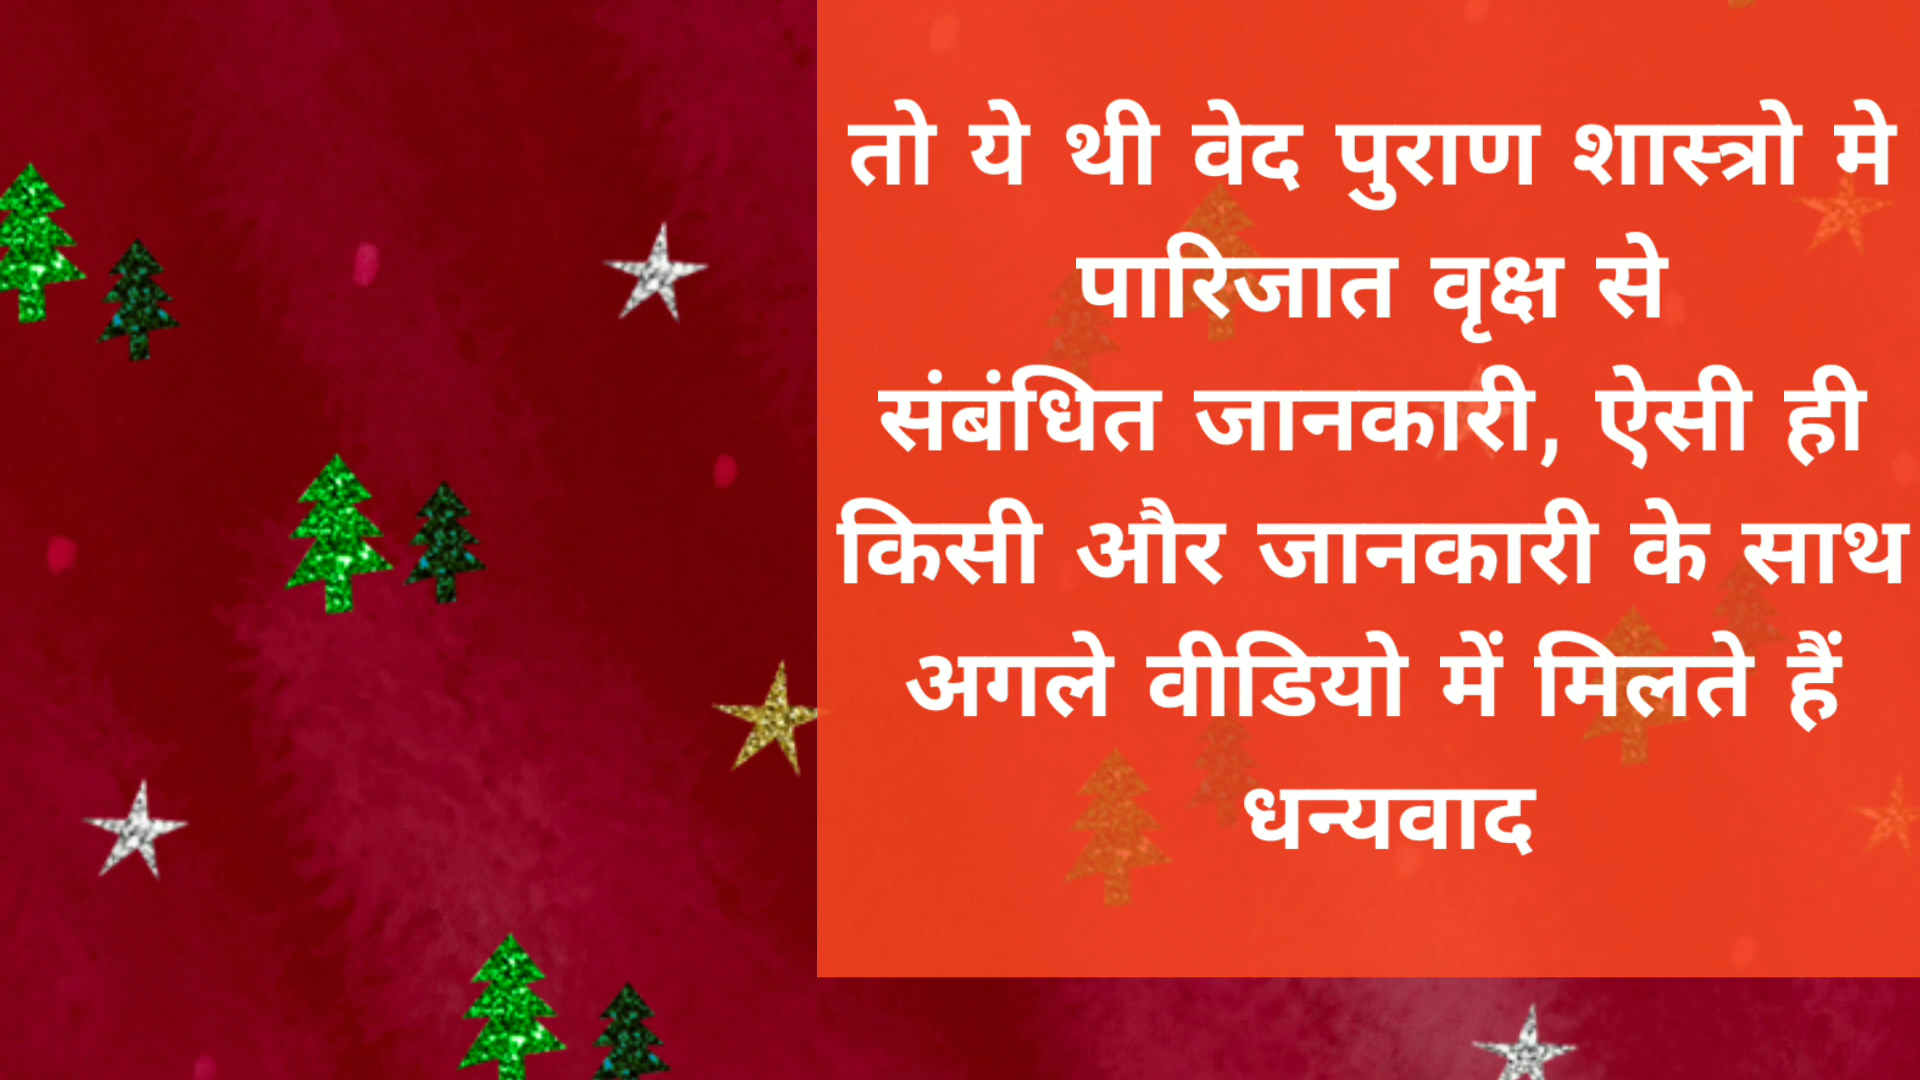 तो ये थी वेद पुराण शास्त्रो मे
पारिजात वृक्ष से
संबंधित जानकारी, ऐसी ही
किसी और जानकारी के साथ
अगले वीडियो में मिलते हैं
धन्यवाद